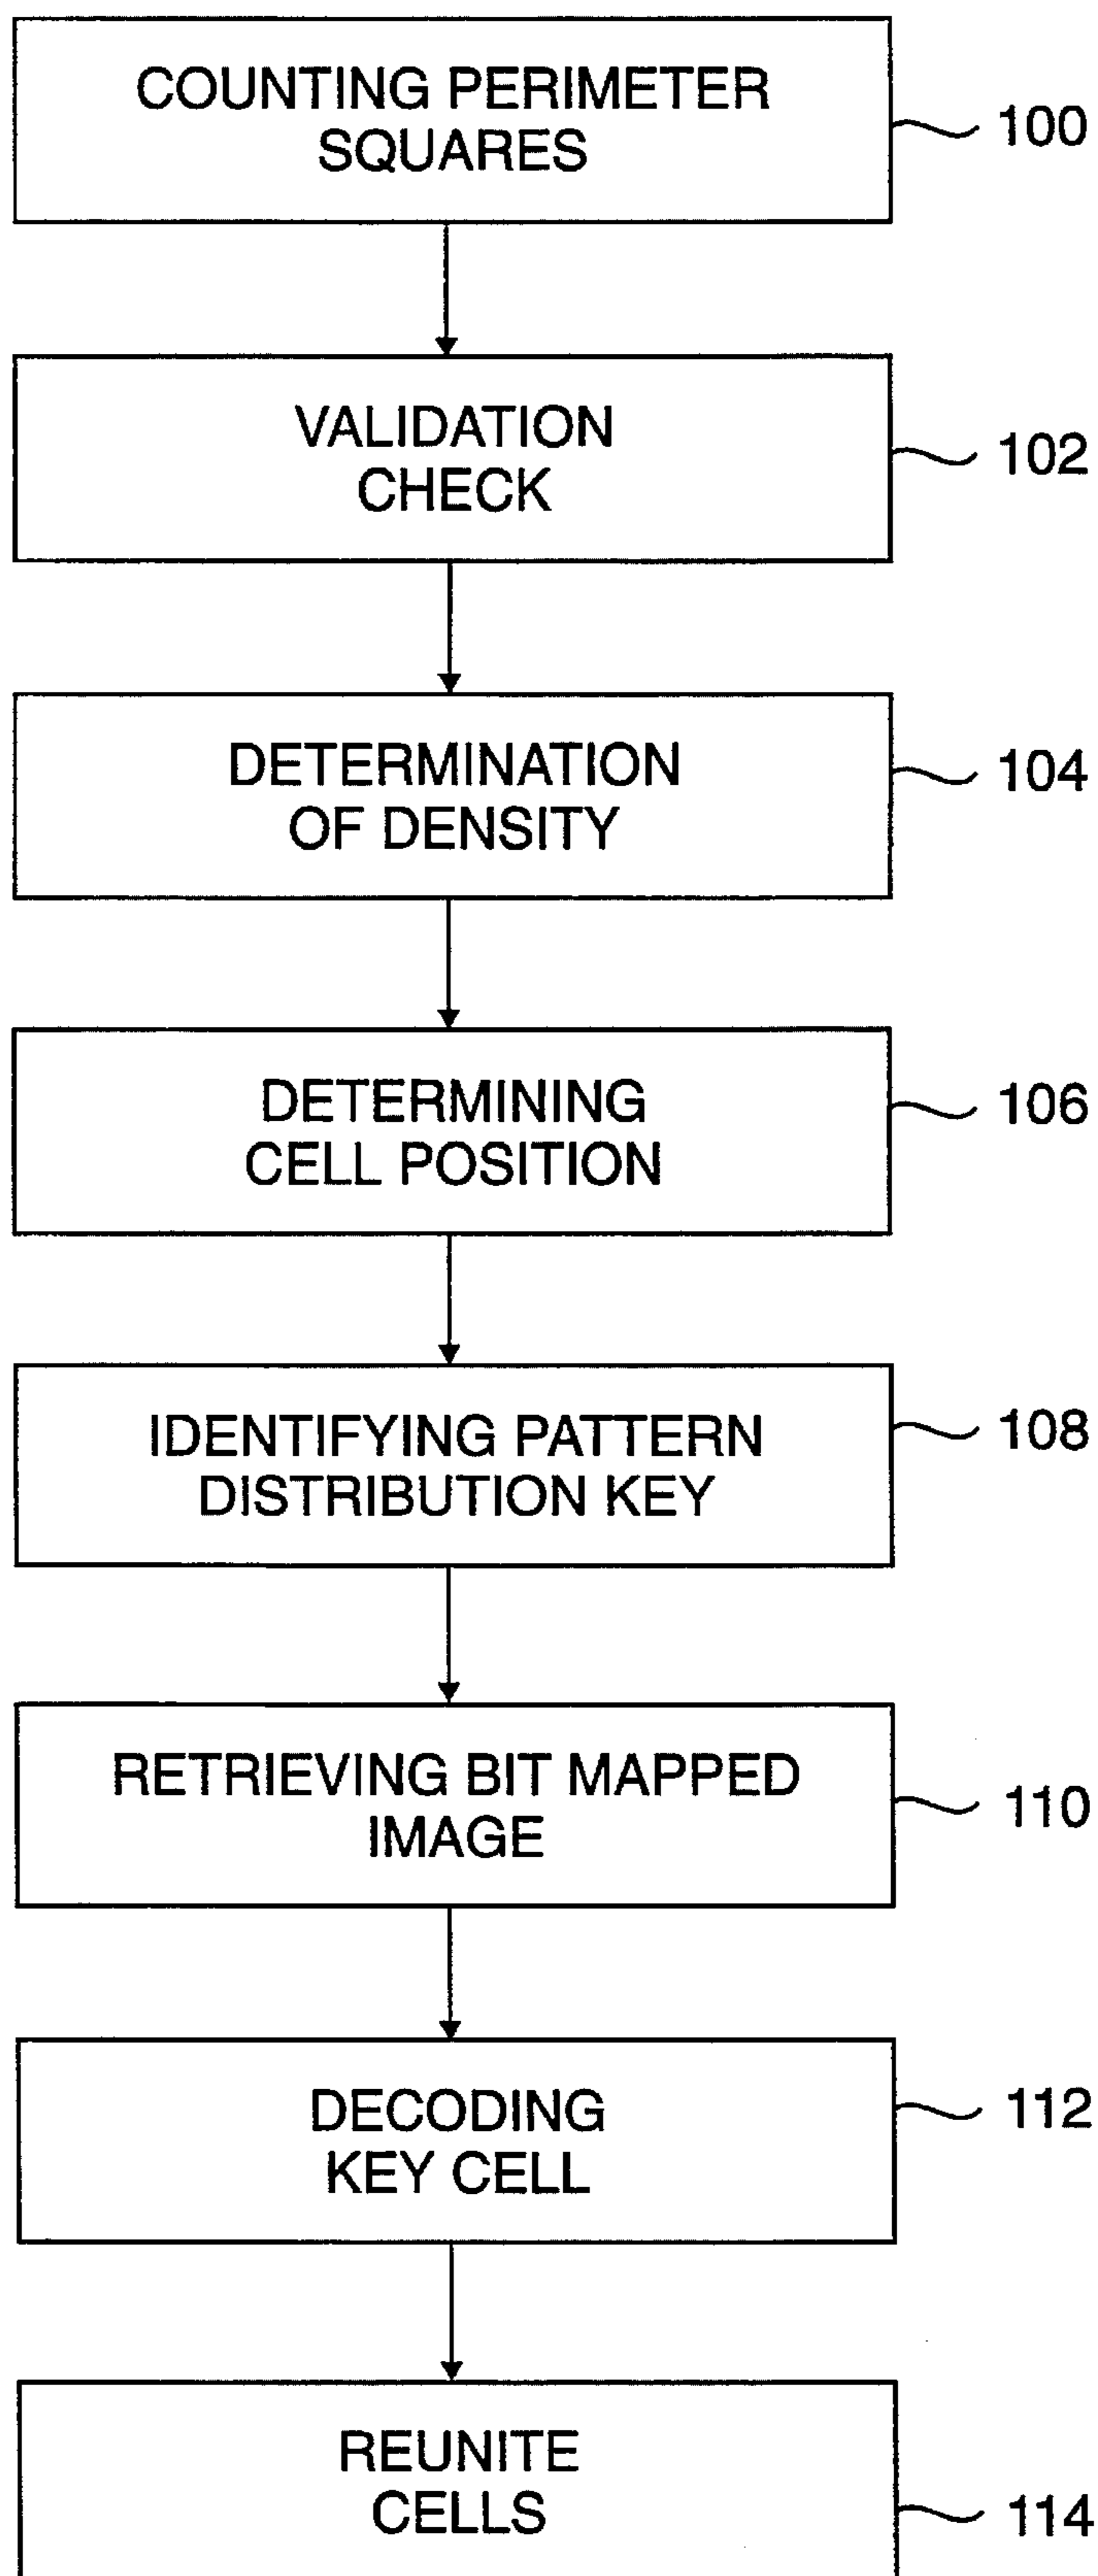 COUNTING PERIMETER
SQUARES
100
VALIDATION
CHECK
102
DETERMINATION
OF DENSITY
104
DETERMINING
CELL POSITION
106
IDENTIFYING PATTERN
DISTRIBUTION KEY
108
RETRIEVING BIT MAPPED
IMAGE
110
DECODING
KEY CELL
112
REUNITE
CELLS
114